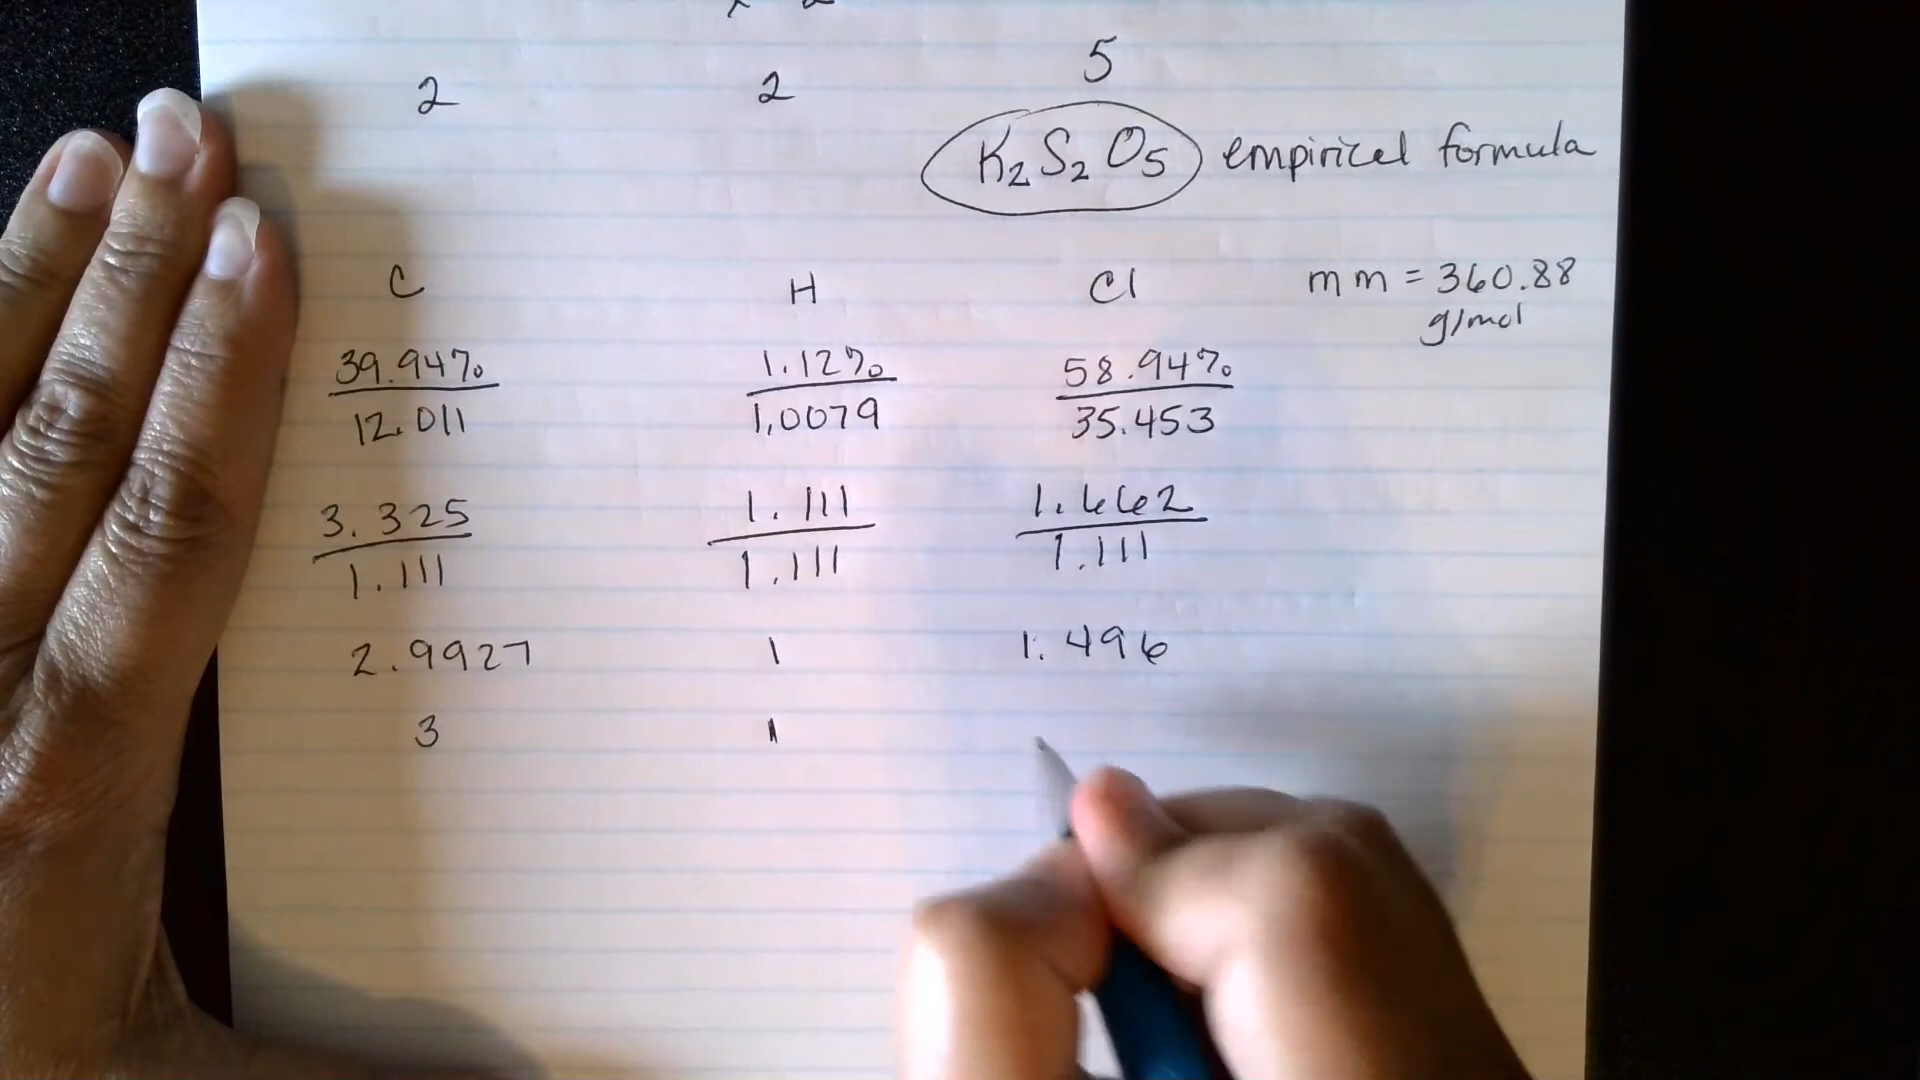 5
2 2
K2S2O5 empirical formula
C H Cl mm = 360.88
g/mol
39.94% 1.12% 58.94%
12.011 1.0079 35.453
3.325 1.111 1.662
1.111 1.111 1.111
2.9927 1 1.496
3 1